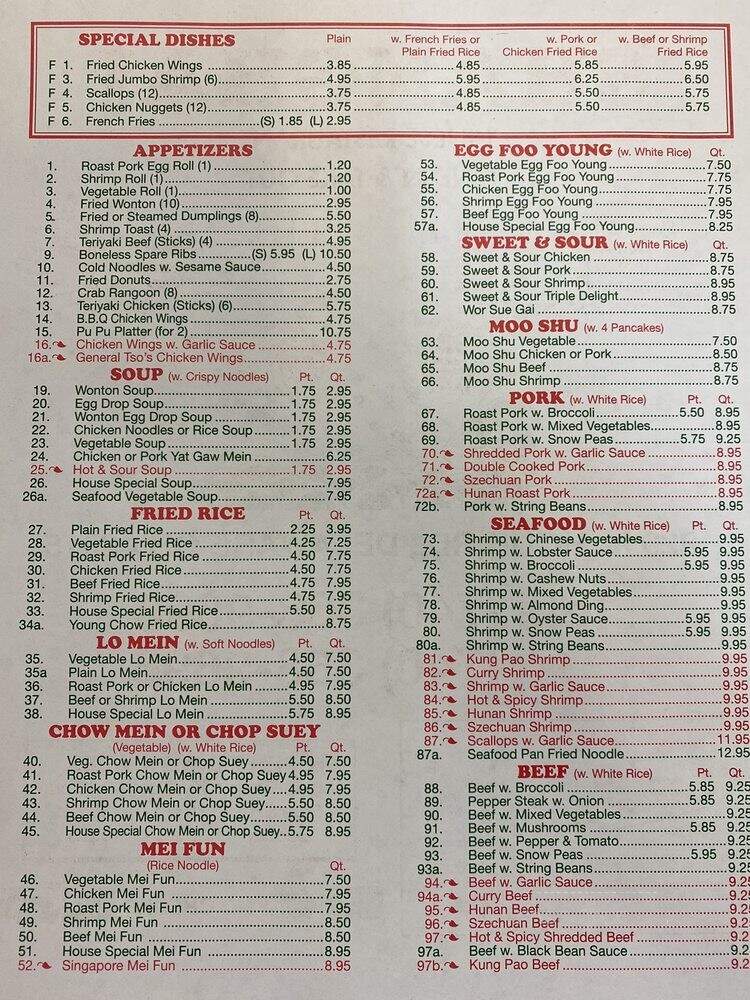 SPECIAL DISHES Plain w. French Fries or Plain Fried Rice w. Pork or Chicken Fried Rice w. Beef or Shrimp Fried Rice
F 1. Fried Chicken Wings 3.85 4.85 5.85 5.95
F 3. Fried Jumbo Shrimp (6) 4.95 5.95 6.25 6.50
F 4. Scallops (12) 3.75 4.85 5.50 5.75
F 5. Chicken Nuggets (12) 3.75 4.85 5.50 5.75
F 6. French Fries (S) 1.85 (L) 2.95
APPETIZERS
1. Roast Pork Egg Roll (1) 1.20
2. Shrimp Roll (1) 1.20
3. Vegetable Roll (1) 1.00
4. Fried Wonton (10) 2.95
5. Fried or Steamed Dumplings (8) 5.50
6. Shrimp Toast (4) 3.25
7. Teriyaki Beef (Sticks) (4) 4.95
9. Boneless Spare Ribs (S) 5.95 (L) 10.50
10. Cold Noodles w. Sesame Sauce 4.50
11. Fried Donuts 2.75
12. Crab Rangoon (8) 4.50
13. Teriyaki Chicken (Sticks) (6) 5.75
14. B.B.Q Chicken Wings 4.75
15. Pu Pu Platter (for 2) 10.75
16. Chicken Wings w. Garlic Sauce 4.75
16a. General Tso's Chicken Wings 4.75
SOUP (w. Crispy Noodles) Pt. Qt.
19. Wonton Soup 1.75 2.95
20. Egg Drop Soup 1.75 2.95
21. Wonton Egg Drop Soup 1.75 2.95
22. Chicken Noodles or Rice Soup 1.75 2.95
23. Vegetable Soup 1.75 2.95
24. Chicken or Pork Yat Gaw Mein 6.25
25. Hot & Sour Soup 1.75 2.95
26. House Special Soup 7.95
26a. Seafood Vegetable Soup 7.95
FRIED RICE Pt. Qt.
27. Plain Fried Rice 2.25 3.95
28. Vegetable Fried Rice 4.25 7.25
29. Roast Pork Fried Rice 4.50 7.75
30. Chicken Fried Rice 4.50 7.75
31. Beef Fried Rice 4.75 7.95
32. Shrimp Fried Rice 4.75 7.95
33. House Special Fried Rice 5.50 8.75
34a. Young Chow Fried Rice 8.75
LO MEIN (w. Soft Noodles) Pt. Qt.
35. Vegetable Lo Mein 4.50 7.50
35a Plain Lo Mein 4.50 7.50
36. Roast Pork or Chicken Lo Mein 4.95 7.95
37. Beef or Shrimp Lo Mein 5.50 8.50
38. House Special Lo Mein 5.75 8.95
CHOW MEIN OR CHOP SUEY
(Vegetable) (w. White Rice) Pt. Qt.
40. Veg. Chow Mein or Chop Suey 4.50 7.50
41. Roast Pork Chow Mein or Chop Suey 4.95 7.95
42. Chicken Chow Mein or Chop Suey 4.95 7.95
43. Shrimp Chow Mein or Chop Suey 5.50 8.50
44. Beef Chow Mein or Chop Suey 5.50 8.50
45. House Special Chow Mein or Chop Suey 5.75 8.95
MEI FUN
(Rice Noodle) Qt.
46. Vegetable Mei Fun 7.50
47. Chicken Mei Fun 7.95
48. Roast Pork Mei Fun 7.95
49. Shrimp Mei Fun 8.50
50. Beef Mei Fun 8.50
51. House Special Mei Fun 8.95
52. Singapore Mei Fun 8.95
EGG FOO YOUNG (w. White Rice) Qt.
53. Vegetable Egg Foo Young 7.50
54. Roast Pork Egg Foo Young 7.75
55. Chicken Egg Foo Young 7.75
56. Shrimp Egg Foo Young 7.95
57. Beef Egg Foo Young 7.95
57a. House Special Egg Foo Young 8.25
SWEET & SOUR (w. White Rice) Qt.
58. Sweet & Sour Chicken 8.75
59. Sweet & Sour Pork 8.75
60. Sweet & Sour Shrimp 8.95
61. Sweet & Sour Triple Delight 8.95
62. Wor Sue Gai 8.75
MOO SHU (w. 4 Pancakes)
63. Moo Shu Vegetable 7.50
64. Moo Shu Chicken or Pork 8.50
65. Moo Shu Beef 8.75
66. Moo Shu Shrimp 8.75
PORK (w. White Rice) Pt. Qt.
67. Roast Pork w. Broccoli 5.50 8.95
68. Roast Pork w. Mixed Vegetables 8.95
69. Roast Pork w. Snow Peas 5.75 9.25
70. Shredded Pork w. Garlic Sauce 8.95
71. Double Cooked Pork 8.95
72. Szechuan Pork 8.95
72a. Hunan Roast Pork 8.95
72b. Pork w. String Beans 8.95
SEAFOOD (w. White Rice) Pt. Qt.
73. Shrimp w. Chinese Vegetables 9.95
74. Shrimp w. Lobster Sauce 5.95 9.95
75. Shrimp w. Broccoli 5.95 9.95
76. Shrimp w. Cashew Nuts 9.95
77. Shrimp w. Mixed Vegetables 9.95
78. Shrimp w. Almond Ding 9.95
79. Shrimp w. Oyster Sauce 5.95 9.95
80. Shrimp w. Snow Peas 5.95 9.95
80a. Shrimp w. String Beans 9.95
81. Kung Pao Shrimp 9.95
82. Curry Shrimp 9.95
83. Shrimp w. Garlic Sauce 9.95
84. Hot & Spicy Shrimp 9.95
85. Hunan Shrimp 9.95
86. Szechuan Shrimp 9.95
87. Scallops w. Garlic Sauce 11.95
87a. Seafood Pan Fried Noodle 12.95
BEEF (w. White Rice) Pt. Qt.
88. Beef w. Broccoli 5.85 9.25
89. Pepper Steak w. Onion 5.85 9.25
90. Beef w. Mixed Vegetables 9.25
91. Beef w. Mushrooms 5.85 9.25
92. Beef w. Pepper & Tomato 9.25
93. Beef w. Snow Peas 5.95 9.25
93a. Beef w. String Beans 9.25
94. Beef w. Garlic Sauce 9.25
94a. Curry Beef 9.25
95. Hunan Beef 9.25
96. Szechuan Beef 9.25
97. Hot & Spicy Shredded Beef 9.2
97a. Beef w. Black Bean Sauce 9.2
97b. Kung Pao Beef 9.2